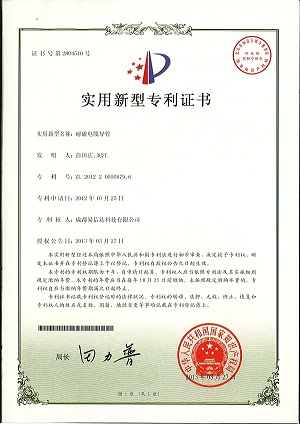 证书号第2804510号
实用新型专利证书
实用新型名称：耐磁电缆导管
发明人：彭国庆;刘红
专利号：ZL 2012 2 0550979.6
专利申请日：2012年10月25日
专利权人：成都易信达科技有限公司
授权公告日：2013年03月27日
本实用新型经过本局依照中华人民共和国专利法进行初步审查，决定授予专利权，颁
发本证书并在专利登记簿上予以登记。专利权自授权公告之日起生效。
本专利的专利权期限为十年，自申请日起算。专利权人应当依照专利法及其实施细则
规定缴纳年费。本专利的年费应当在每年10月25日前缴纳。未按照规定缴纳年费的，专利
权自应当缴纳年费期满之日起终止。
专利证书记载专利权登记时的法律状况。专利权的转移、质押、无效、终止、恢复和
专利权人的姓名或名称、国籍、地址变更等事项记载在专利登记簿上。
局长 田力普
中华人民共和国国家知识产权局
2013年03月27日
第1页（共1页）